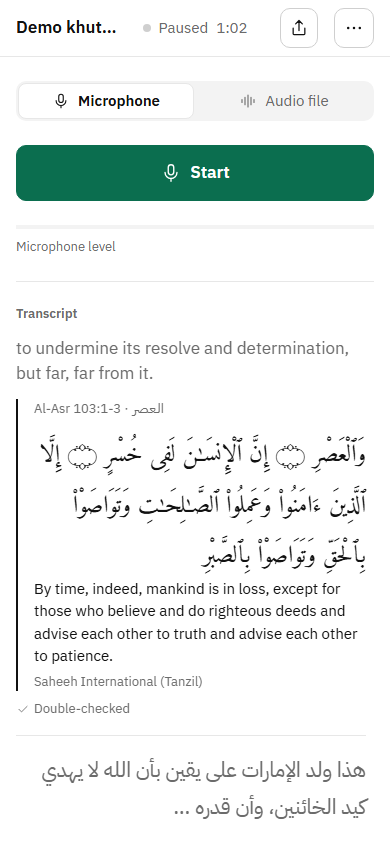 Demo khut...
Paused 1:02
Microphone
Audio file
Start
Microphone level
Transcript
to undermine its resolve and determination,
but far, far from it.
Al-Asr 103:1-3 · العصر
وَٱلْعَصْرِ ۝ إِنَّ ٱلْإِنسَـٰنَ لَفِى خُسْرٍ ۝ إِلَّا
ٱلَّذِينَ ءَامَنُوا۟ وَعَمِلُوا۟ ٱلصَّـٰلِحَـٰتِ وَتَوَاصَوْا۟
بِٱلْحَقِّ وَتَوَاصَوْا۟ بِٱلصَّبْرِ
By time, indeed, mankind is in loss, except for
those who believe and do righteous deeds and
advise each other to truth and advise each other
to patience.
Saheeh International (Tanzil)
Double-checked
هذا ولد الإمارات على يقين بأن الله لا يهدي
كيد الخائنين، وأن قدره ...